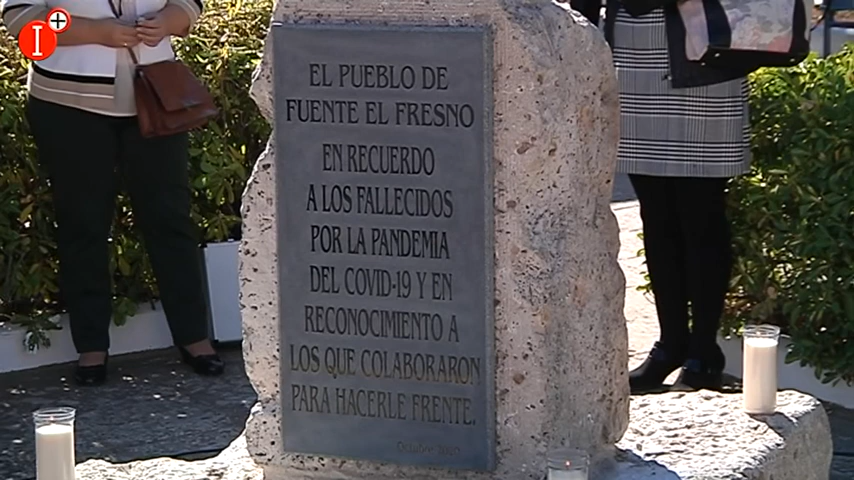 I+
EL PUEBLO DE
FUENTE EL FRESNO
EN RECUERDO
A LOS FALLECIDOS
POR LA PANDEMIA
DEL COVID-19 Y EN
RECONOCIMIENTO A
LOS QUE COLABORARON
PARA HACERLE FRENTE.
Octubre 2020